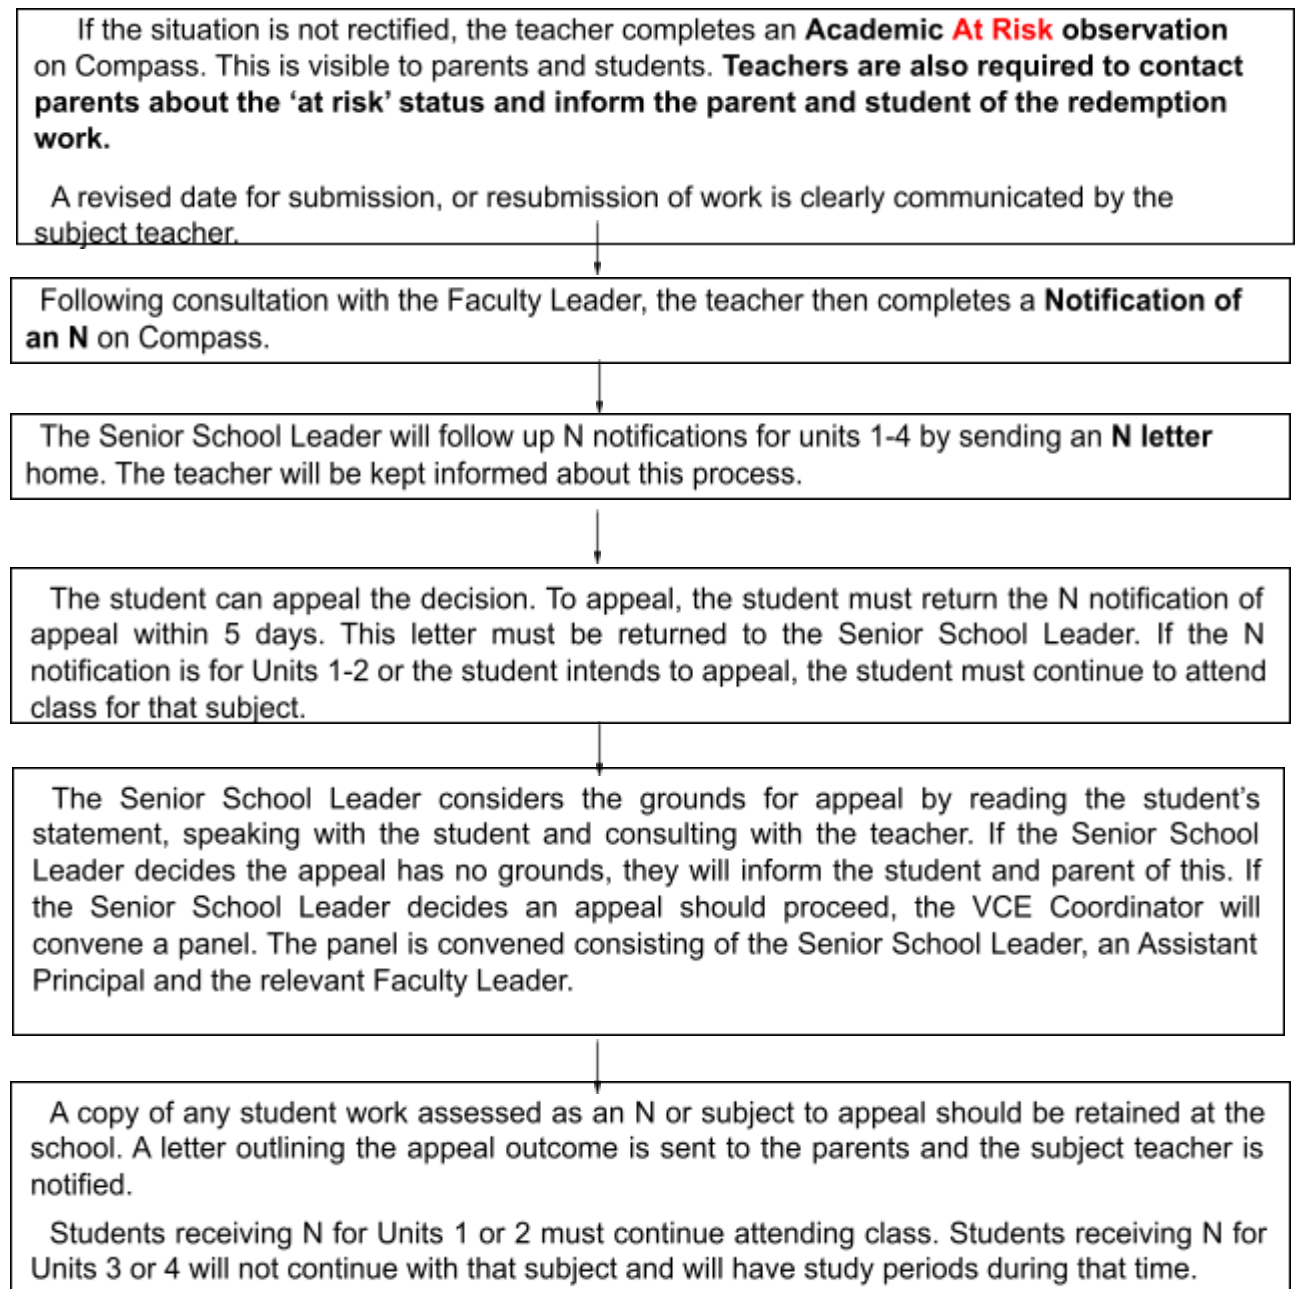 If the situation is not rectified, the teacher completes an Academic At Risk observation
on Compass. This is visible to parents and students. Teachers are also required to contact
parents about the ‘at risk’ status and inform the parent and student of the redemption
work.
A revised date for submission, or resubmission of work is clearly communicated by the
subject teacher.
Following consultation with the Faculty Leader, the teacher then completes a Notification of
an N on Compass.
The Senior School Leader will follow up N notifications for units 1-4 by sending an N letter
home. The teacher will be kept informed about this process.
The student can appeal the decision. To appeal, the student must return the N notification of
appeal within 5 days. This letter must be returned to the Senior School Leader. If the N
notification is for Units 1-2 or the student intends to appeal, the student must continue to attend
class for that subject.
The Senior School Leader considers the grounds for appeal by reading the student’s
statement, speaking with the student and consulting with the teacher. If the Senior School
Leader decides the appeal has no grounds, they will inform the student and parent of this. If
the Senior School Leader decides an appeal should proceed, the VCE Coordinator will
convene a panel. The panel is convened consisting of the Senior School Leader, an Assistant
Principal and the relevant Faculty Leader.
A copy of any student work assessed as an N or subject to appeal should be retained at the
school. A letter outlining the appeal outcome is sent to the parents and the subject teacher is
notified.
Students receiving N for Units 1 or 2 must continue attending class. Students receiving N for
Units 3 or 4 will not continue with that subject and will have study periods during that time.